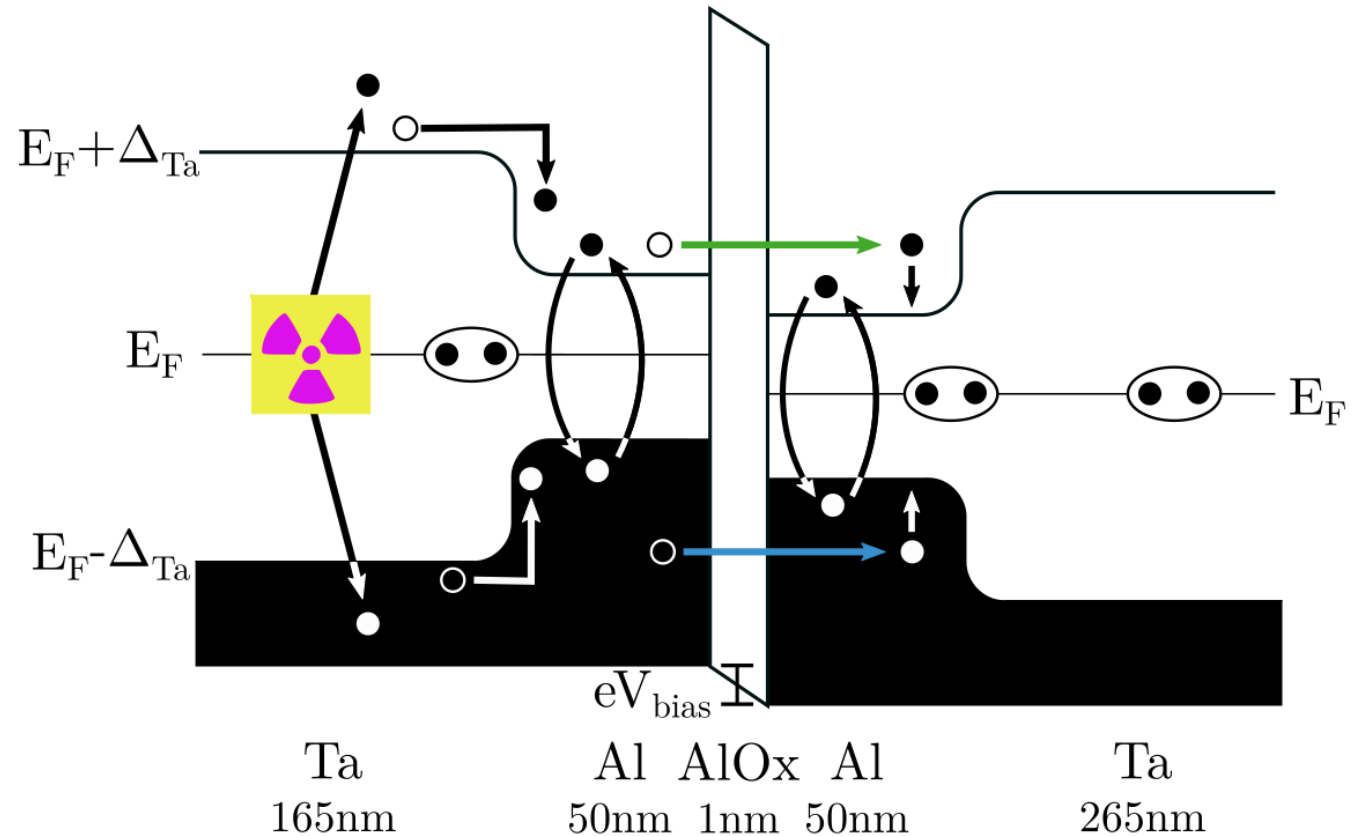 E_F+Δ_Ta
E_F
E_F
E_F-Δ_Ta
eV_bias
Ta Al AlOx Al Ta
165nm 50nm 1nm 50nm 265nm